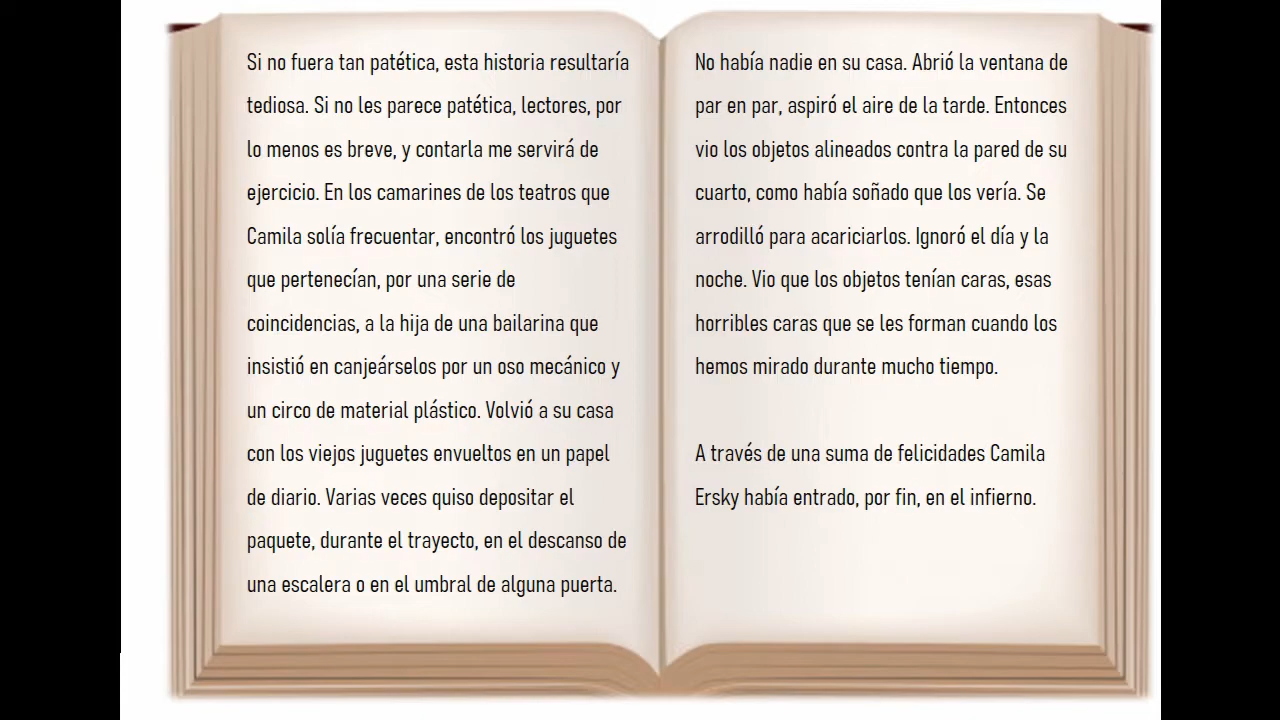 Si no fuera tan patética, esta historia resultaría
tediosa. Si no les parece patética, lectores, por
lo menos es breve, y contarla me servirá de
ejercicio. En los camarines de los teatros que
Camila solía frecuentar, encontró los juguetes
que pertenecían, por una serie de
coincidencias, a la hija de una bailarina que
insistió en canjeárselos por un oso mecánico y
un circo de material plástico. Volvió a su casa
con los viejos juguetes envueltos en un papel
de diario. Varias veces quiso depositar el
paquete, durante el trayecto, en el descanso de
una escalera o en el umbral de alguna puerta.
No había nadie en su casa. Abrió la ventana de
par en par, aspiró el aire de la tarde. Entonces
vio los objetos alineados contra la pared de su
cuarto, como había soñado que los vería. Se
arrodilló para acariciarlos. Ignoró el día y la
noche. Vio que los objetos tenían caras, esas
horribles caras que se les forman cuando los
hemos mirado durante mucho tiempo.
A través de una suma de felicidades Camila
Ersky había entrado, por fin, en el infierno.